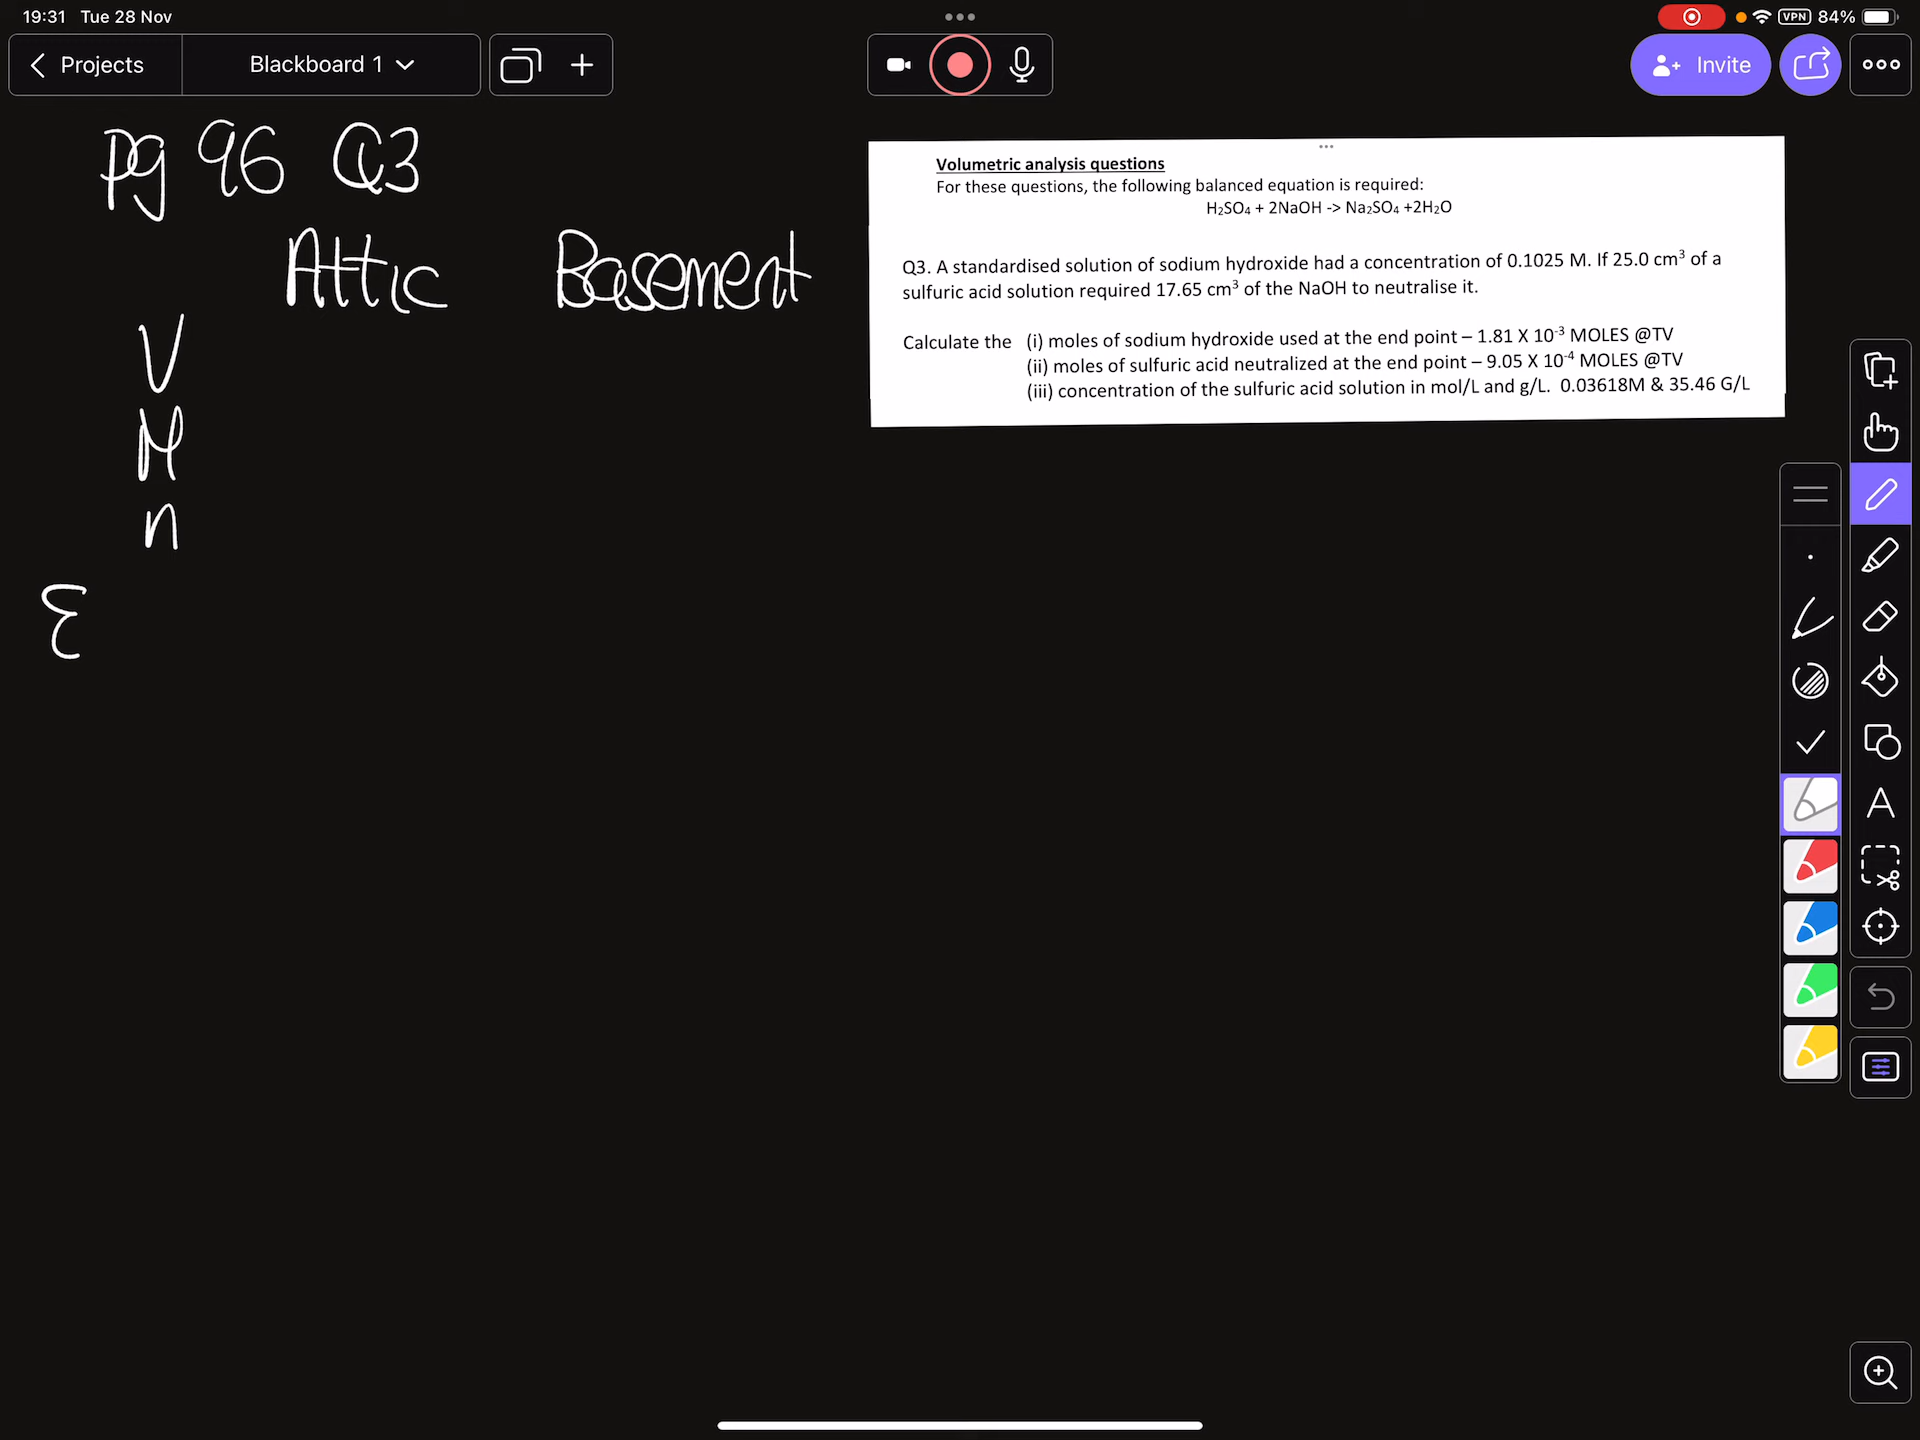 19:31 Tue 28 Nov
VPN 84%
Projects
Blackboard 1
Invite
pg 96 Q3
Attic Basement
V
M
n
Ɛ
Volumetric analysis questions
For these questions, the following balanced equation is required:
H₂SO₄ + 2NaOH -> Na₂SO₄ +2H₂O
Q3. A standardised solution of sodium hydroxide had a concentration of 0.1025 M. If 25.0 cm³ of a
sulfuric acid solution required 17.65 cm³ of the NaOH to neutralise it.
Calculate the (i) moles of sodium hydroxide used at the end point – 1.81 X 10⁻³ MOLES @TV
(ii) moles of sulfuric acid neutralized at the end point – 9.05 X 10⁻⁴ MOLES @TV
(iii) concentration of the sulfuric acid solution in mol/L and g/L. 0.03618M & 35.46 G/L
A